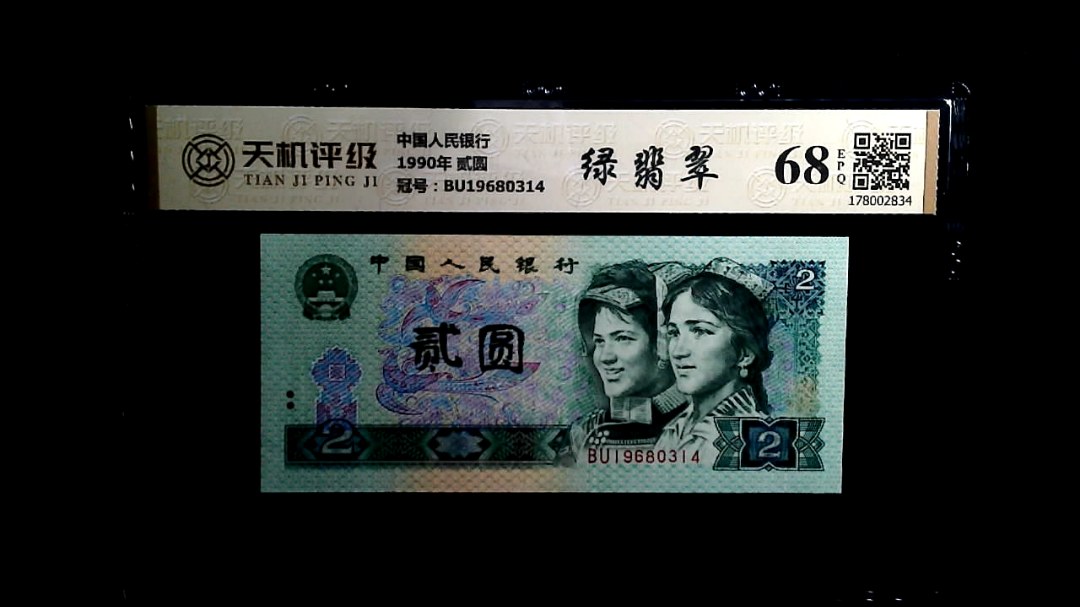 天机评级
TIAN JI PING JI
中国人民银行
1990年 贰圆
冠号：BU19680314
绿翡翠
68
EPQ
178002834
中国人民银行
2
贰圆
2
BU19680314
2